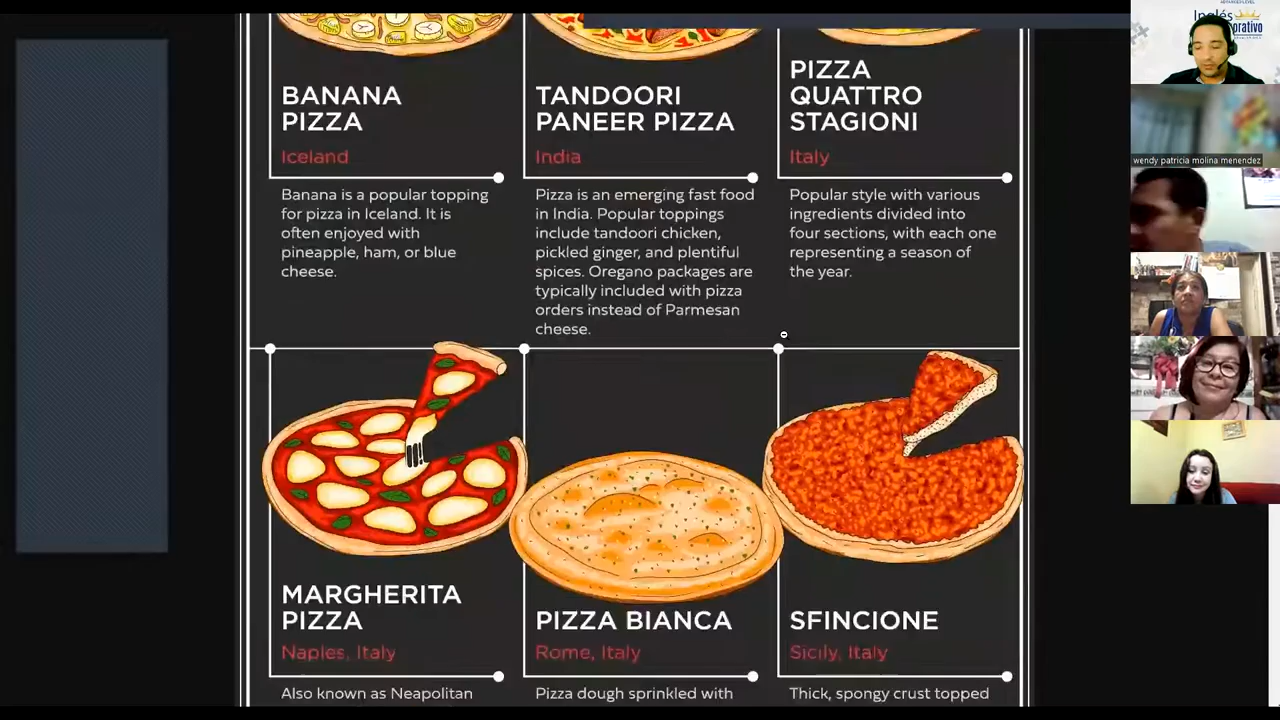 BANANA
PIZZA
Iceland
Banana is a popular topping
for pizza in Iceland. It is
often enjoyed with
pineapple, ham, or blue
cheese.
TANDOORI
PANEER PIZZA
India
Pizza is an emerging fast food
in India. Popular toppings
include tandoori chicken,
pickled ginger, and plentiful
spices. Oregano packages are
typically included with pizza
orders instead of Parmesan
cheese.
PIZZA
QUATTRO
STAGIONI
Italy
Popular style with various
ingredients divided into
four sections, with each one
representing a season of
the year.
MARGHERITA
PIZZA
Naples, Italy
Also known as Neapolitan
PIZZA BIANCA
Rome, Italy
Pizza dough sprinkled with
SFINCIONE
Sicily, Italy
Thick, spongy crust topped
wendy patricia molina menendez